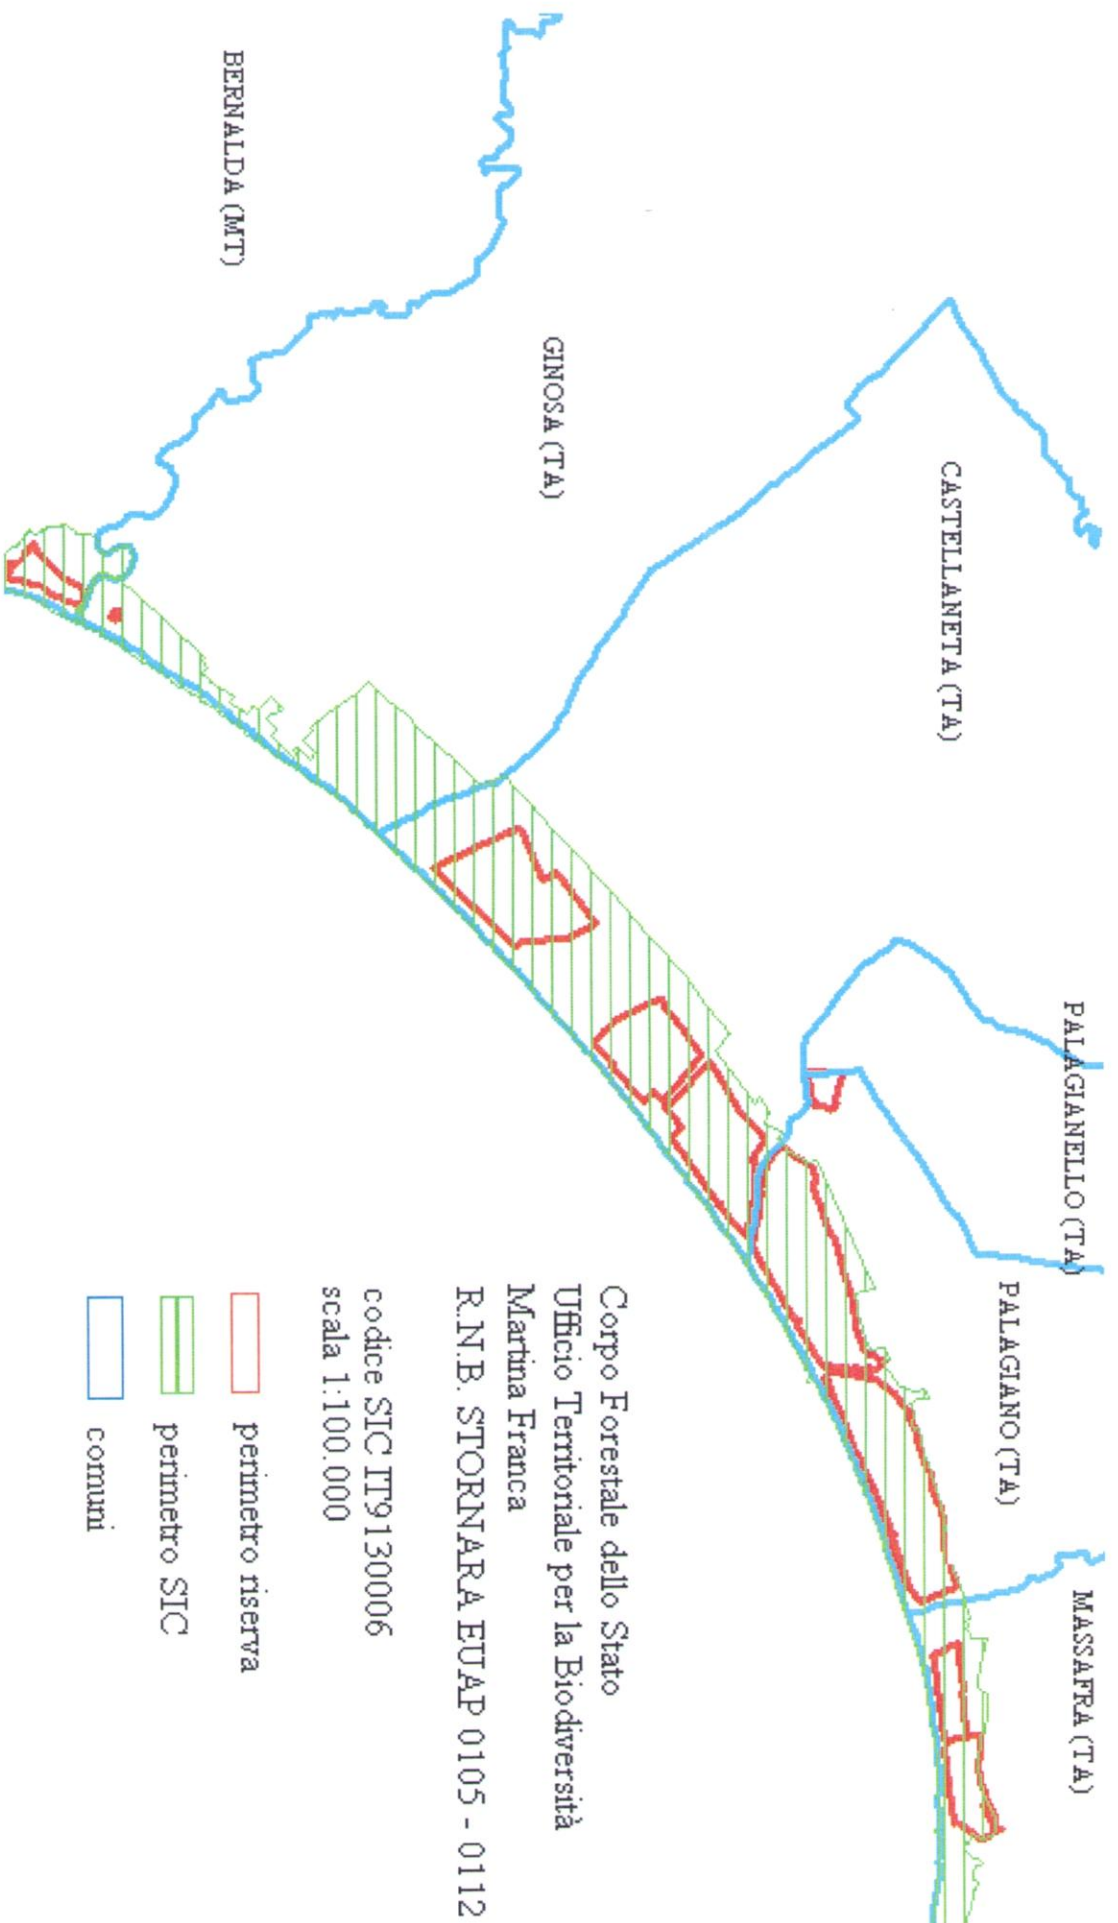 BERNALDA (MT)
GINOSA (TA)
CASTELLANETA (TA)
PALAGIANELLO (TA)
PALAGIANO (TA)
MASSAFRA (TA)
Corpo Forestale dello Stato
Ufficio Territoriale per la Biodiversità
Martina Franca
R.N.B. STORNARA EUAP 0105 - 0112
codice SIC IT9130006
scala 1:100.000
perimetro riserva
perimetro SIC
comuni